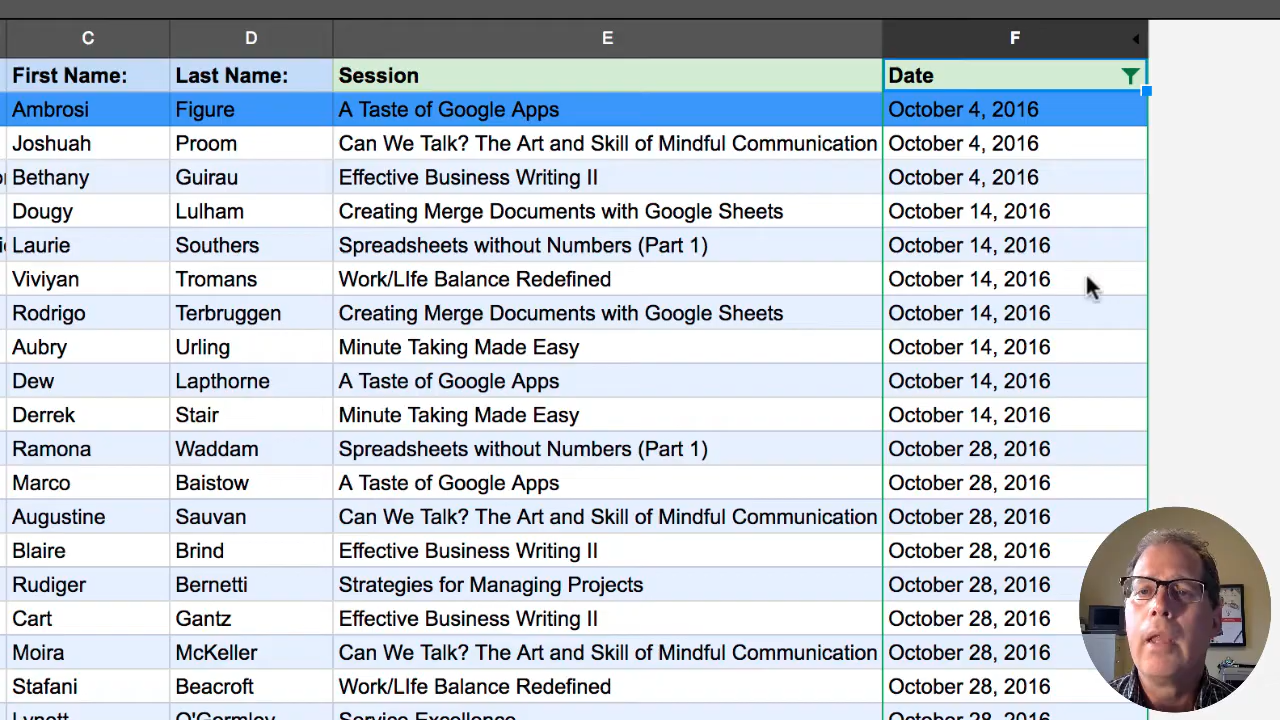 C D E F
First Name: Last Name: Session Date
Ambrosi Figure A Taste of Google Apps October 4, 2016
Joshuah Proom Can We Talk? The Art and Skill of Mindful Communication October 4, 2016
Bethany Guirau Effective Business Writing II October 4, 2016
Dougy Lulham Creating Merge Documents with Google Sheets October 14, 2016
Laurie Southers Spreadsheets without Numbers (Part 1) October 14, 2016
Viviyan Tromans Work/LIfe Balance Redefined October 14, 2016
Rodrigo Terbruggen Creating Merge Documents with Google Sheets October 14, 2016
Aubry Urling Minute Taking Made Easy October 14, 2016
Dew Lapthorne A Taste of Google Apps October 14, 2016
Derrek Stair Minute Taking Made Easy October 14, 2016
Ramona Waddam Spreadsheets without Numbers (Part 1) October 28, 2016
Marco Baistow A Taste of Google Apps October 28, 2016
Augustine Sauvan Can We Talk? The Art and Skill of Mindful Communication October 28, 2016
Blaire Brind Effective Business Writing II October 28, 2016
Rudiger Bernetti Strategies for Managing Projects October 28, 2016
Cart Gantz Effective Business Writing II October 28, 2016
Moira McKeller Can We Talk? The Art and Skill of Mindful Communication October 28, 2016
Stafani Beacroft Work/LIfe Balance Redefined October 28, 2016
Service Excellence October 28, 2016